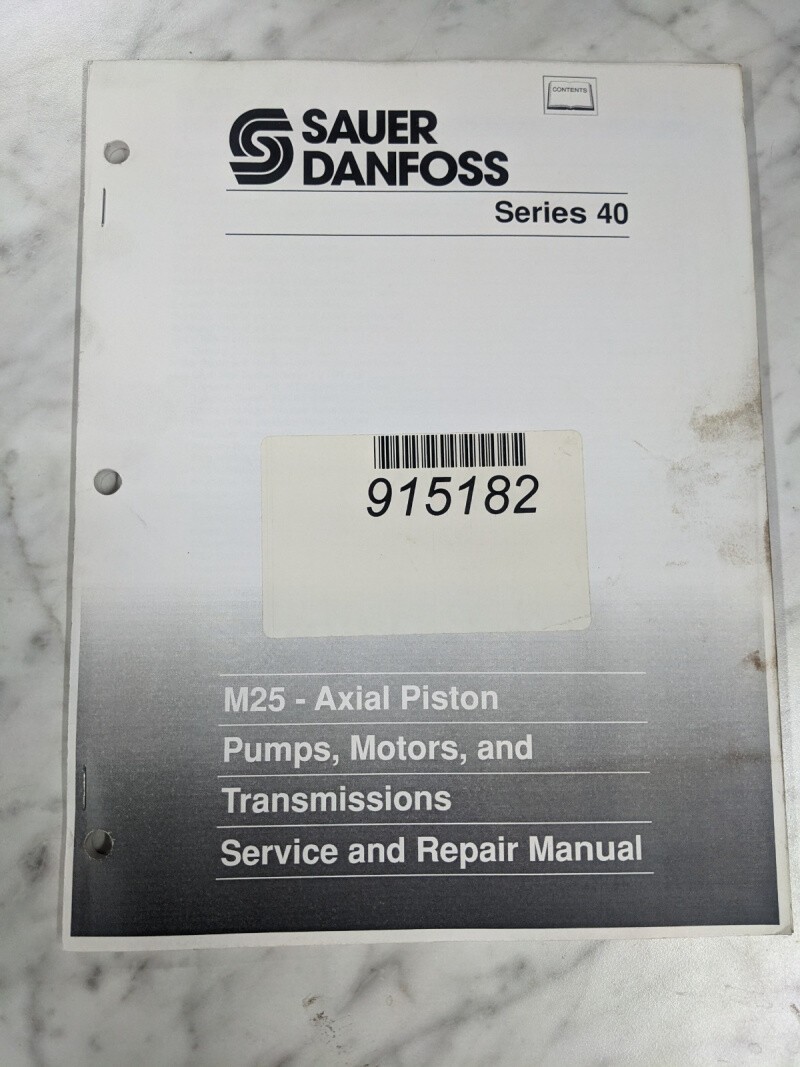 CONTENTS
SAUER
DANFOSS
Series 40
915182
M25 - Axial Piston
Pumps, Motors, and
Transmissions
Service and Repair Manual